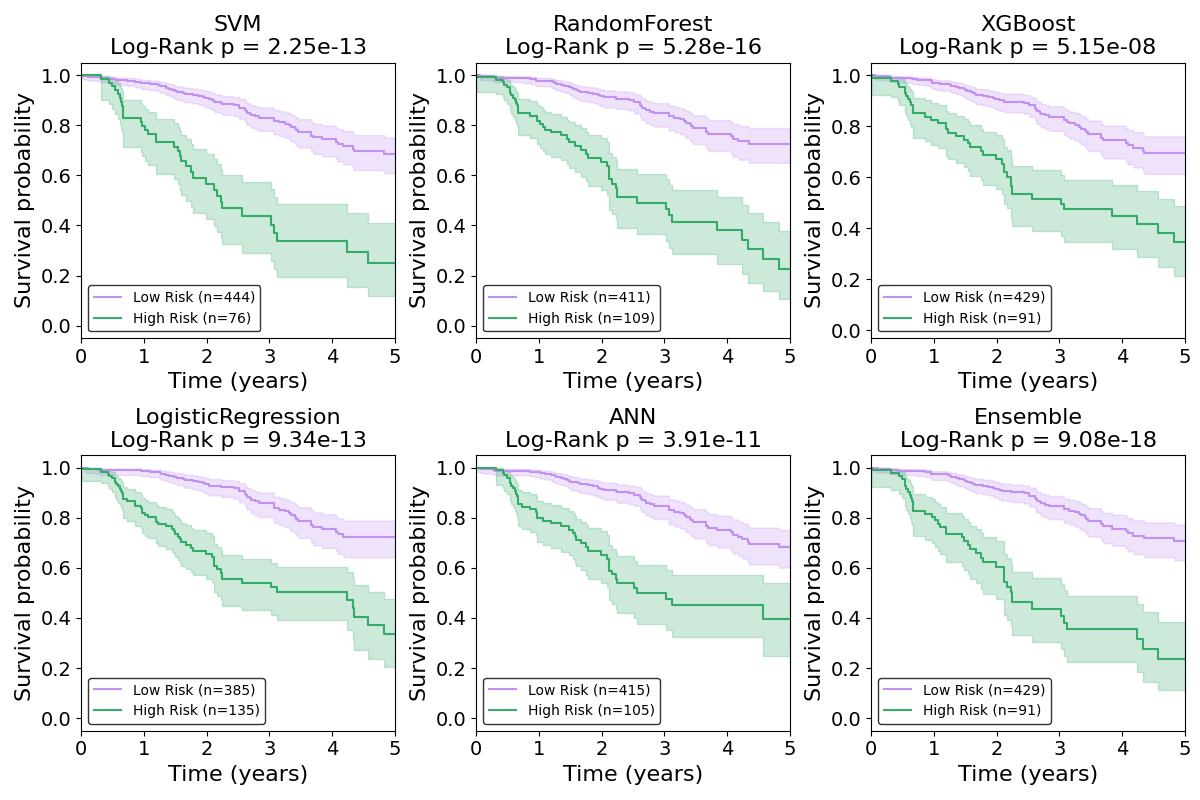 SVM
Log-Rank p = 2.25e-13
Survival probability
1.0
0.8
0.6
0.4
0.2
0.0
Low Risk (n=444)
High Risk (n=76)
0 1 2 3 4 5
Time (years)
RandomForest
Log-Rank p = 5.28e-16
Survival probability
1.0
0.8
0.6
0.4
0.2
0.0
Low Risk (n=411)
High Risk (n=109)
0 1 2 3 4 5
Time (years)
XGBoost
Log-Rank p = 5.15e-08
Survival probability
1.0
0.8
0.6
0.4
0.2
0.0
Low Risk (n=429)
High Risk (n=91)
0 1 2 3 4 5
Time (years)
LogisticRegression
Log-Rank p = 9.34e-13
Survival probability
1.0
0.8
0.6
0.4
0.2
0.0
Low Risk (n=385)
High Risk (n=135)
0 1 2 3 4 5
Time (years)
ANN
Log-Rank p = 3.91e-11
Survival probability
1.0
0.8
0.6
0.4
0.2
0.0
Low Risk (n=415)
High Risk (n=105)
0 1 2 3 4 5
Time (years)
Ensemble
Log-Rank p = 9.08e-18
Survival probability
1.0
0.8
0.6
0.4
0.2
0.0
Low Risk (n=429)
High Risk (n=91)
0 1 2 3 4 5
Time (years)